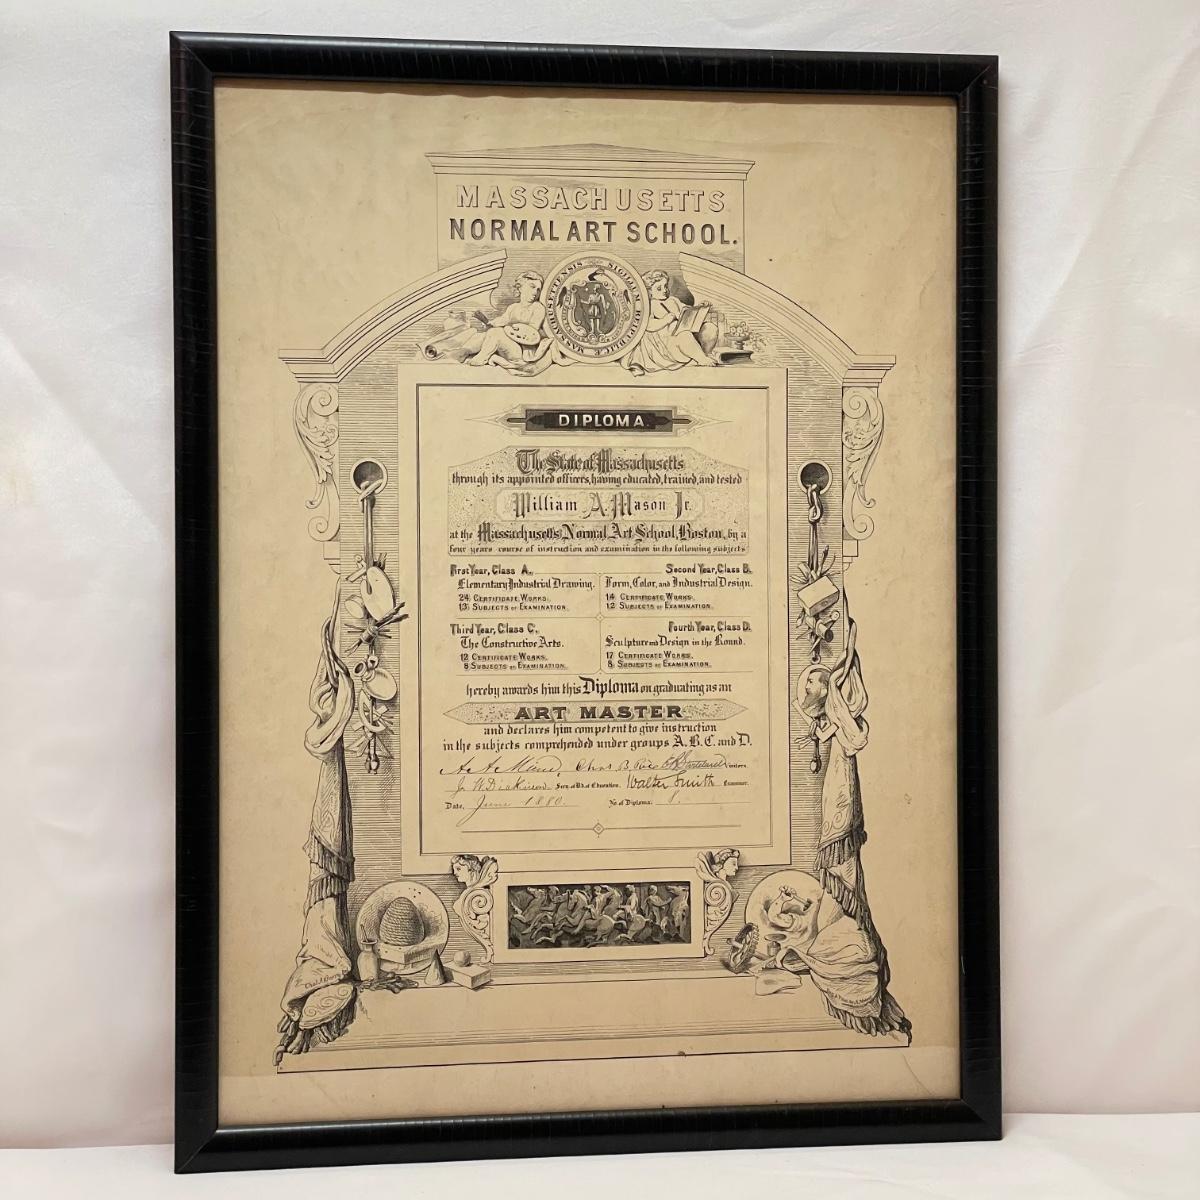 MASSACHUSETTS
NORMAL ART SCHOOL.
SIGILLUM REIPUBLICÆ MASSACHUSETTENSIS
DIPLOMA.
The State of Massachusetts
through its appointed officers, having educated, trained, and tested
William A. Mason Jr.
at the Massachusetts Normal Art School, Boston, by a
four years course of instruction and examination in the following subjects
First Year, Class A.
Elementary Industrial Drawing.
24 CERTIFICATE WORKS.
13 SUBJECTS OF EXAMINATION.
Second Year, Class B.
Form, Color, and Industrial Design.
14 CERTIFICATE WORKS.
12 SUBJECTS OF EXAMINATION.
Third Year, Class C.
The Constructive Arts.
12 CERTIFICATE WORKS.
8 SUBJECTS OF EXAMINATION.
Fourth Year, Class D.
Sculpture and Design in the Round.
17 CERTIFICATE WORKS.
8 SUBJECTS OF EXAMINATION.
hereby awards him this Diploma on graduating as an
ART MASTER
and declares him competent to give instruction
in the subjects comprehended under groups A. B. C. and D.
Chas. B. Rice Visitors.
J. W. Dickinson Secy. of Bd. of Education. Walter Smith Examiner.
Date, June 1880. No. of Diploma: 8.